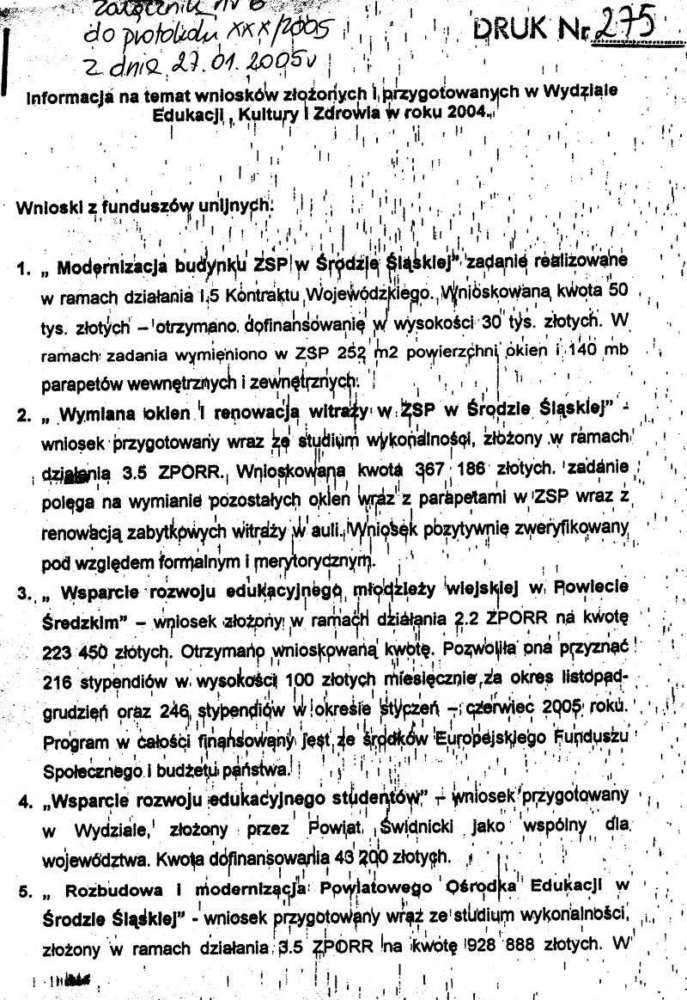 załącznik nr 6
do protokołu XXX/2005
z dnia 27.01.2005r
DRUK Nr 275
Informacja na temat wniosków złożonych i przygotowanych w Wydziale
Edukacji, Kultury i Zdrowia w roku 2004.
Wnioski z funduszów unijnych:
1. „ Modernizacja budynku ZSP w Środzie Śląskiej" zadanie realizowane
w ramach działania I.5 Kontraktu Wojewódzkiego. Wnioskowana kwota 50
tys. złotych – otrzymano dofinansowanie w wysokości 30 tys. złotych. W
ramach zadania wymieniono w ZSP 252 m2 powierzchni okien i 140 mb
parapetów wewnętrznych i zewnętrznych.
2. „ Wymiana okien i renowacja witraży w ZSP w Środzie Śląskiej" -
wniosek przygotowany wraz ze studium wykonalności, złożony w ramach
działania 3.5 ZPORR. Wnioskowana kwota 367 186 złotych. zadanie
polega na wymianie pozostałych okien wraz z parapetami w ZSP wraz z
renowacją zabytkowych witraży w auli. Wniosek pozytywnie zweryfikowany
pod względem formalnym i merytorycznym.
3. „ Wsparcie rozwoju edukacyjnego młodzieży wiejskiej w Powiecie
Średzkim" – wniosek złożony w ramach działania 2.2 ZPORR na kwotę
223 450 złotych. Otrzymano wnioskowaną kwotę. Pozwoliła ona przyznać
216 stypendiów w wysokości 100 złotych miesięcznie za okres listopad-
grudzień oraz 246 stypendiów w okresie styczeń – czerwiec 2005 roku.
Program w całości finansowany jest ze środków Europejskiego Funduszu
Społecznego i budżetu państwa.
4. „Wsparcie rozwoju edukacyjnego studentów" – wniosek przygotowany
w Wydziale, złożony przez Powiat Świdnicki jako wspólny dla
województwa. Kwota dofinansowania 43 200 złotych.
5. „ Rozbudowa i modernizacja Powiatowego Ośrodka Edukacji w
Środzie Śląskiej" - wniosek przygotowany wraz ze studium wykonalności,
złożony w ramach działania 3.5 ZPORR na kwotę 928 888 złotych. W